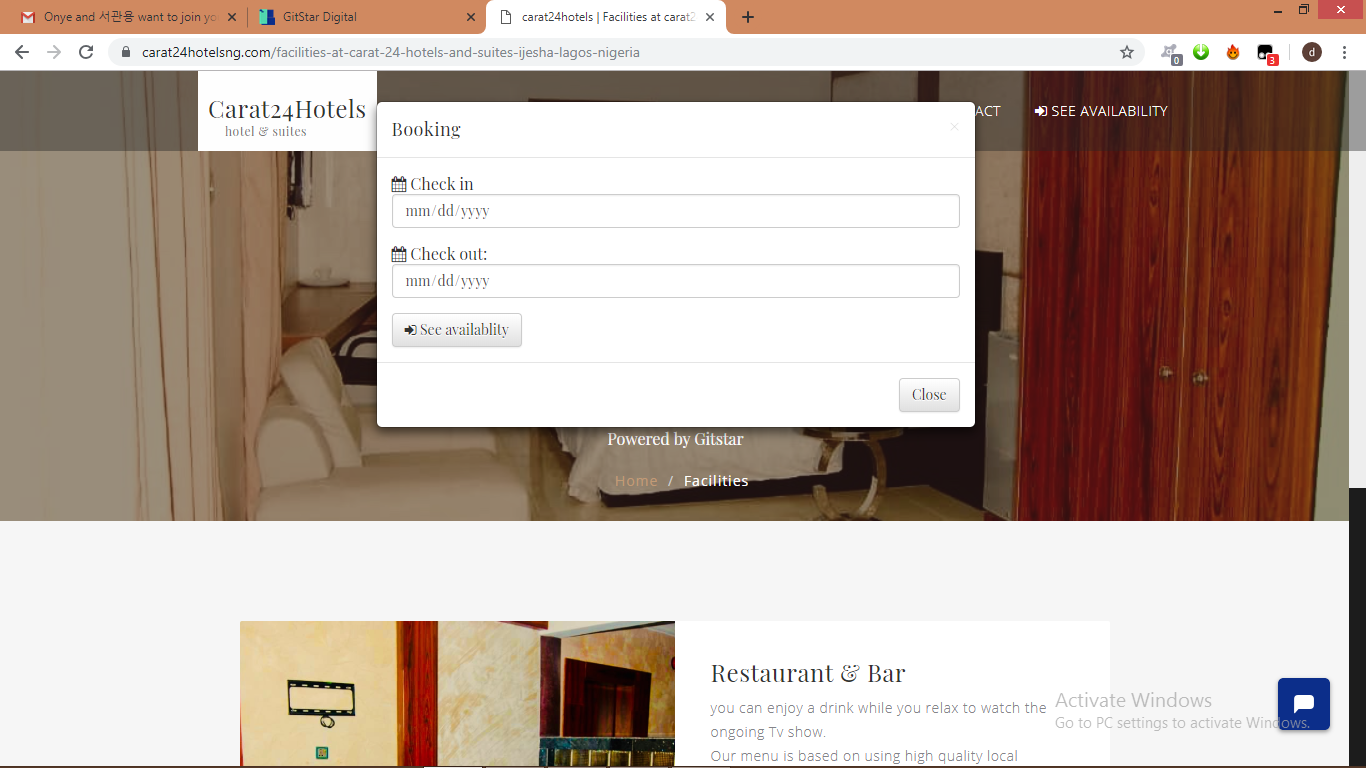 Onye and 서관용 want to join yo
GitStar Digital
carat24hotels | Facilities at carat2
carat24hotelsng.com/facilities-at-carat-24-hotels-and-suites-ijesha-lagos-nigeria
0
3
d
Carat24Hotels
hotel & suites
ACT
SEE AVAILABILITY
Booking
×
Check in
mm/dd/yyyy
Check out:
mm/dd/yyyy
See availablity
Close
Powered by Gitstar
Home / Facilities
Restaurant & Bar
you can enjoy a drink while you relax to watch the
ongoing Tv show.
Our menu is based on using high quality local
Activate Windows
Go to PC settings to activate Windows.